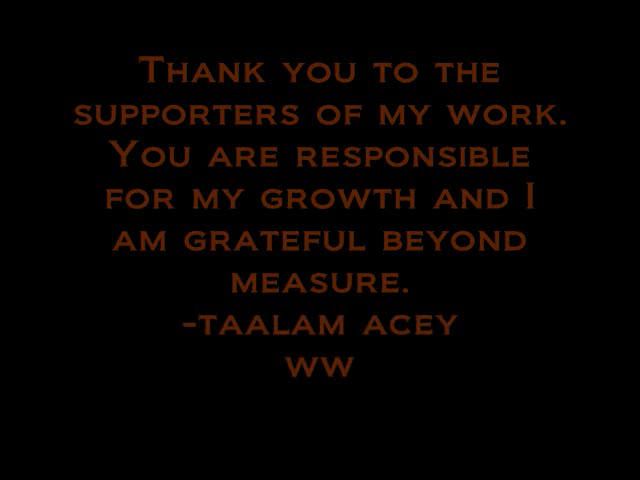 Thank you to the
supporters of my work.
You are responsible
for my growth and I
am grateful beyond
measure.
-taalam acey
ww